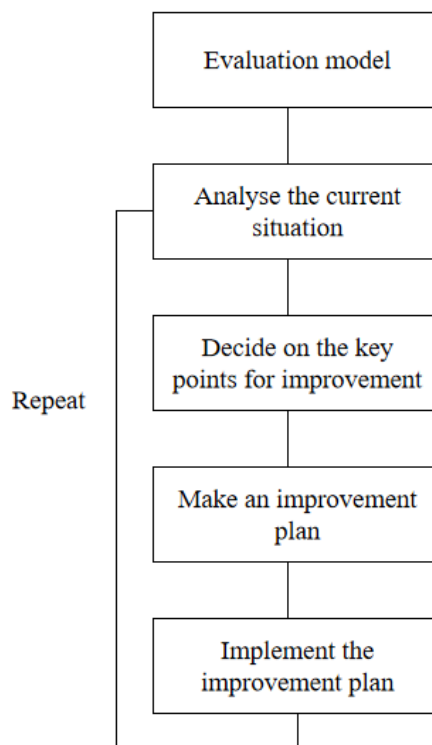 Evaluation model
Analyse the current
situation
Decide on the key
points for improvement
Repeat
Make an improvement
plan
Implement the
improvement plan